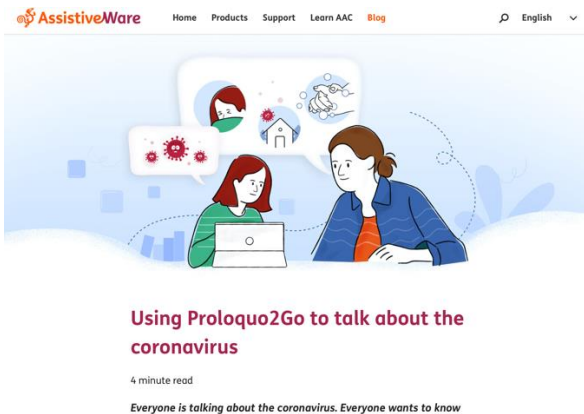 AssistiveWare Home Products Support Learn AAC Blog English
Using Proloquo2Go to talk about the
coronavirus
4 minute read
Everyone is talking about the coronavirus. Everyone wants to know